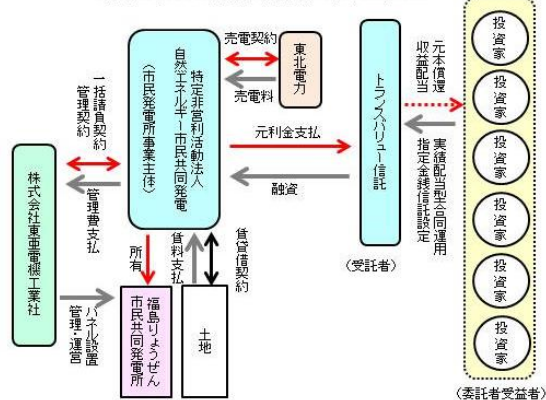 株式会社東亜電機工業社
一括請負契約
管理契約
管理費支払
パネル設置
管理・運営
特定非営利活動法人
自然エネルギー市民共同発電
(市民発電所事業主体)
売電契約
売電料
東北電力
元利金支払
融資
所有
賃料支払
賃貸借契約
福島りょうぜん
市民共同発電所
土地
トランスバリュー信託
(受託者)
元本償還
収益配当
実績配当型合同運用
指定金銭信託設定
投資家
投資家
投資家
投資家
投資家
投資家
(委託者受益者)